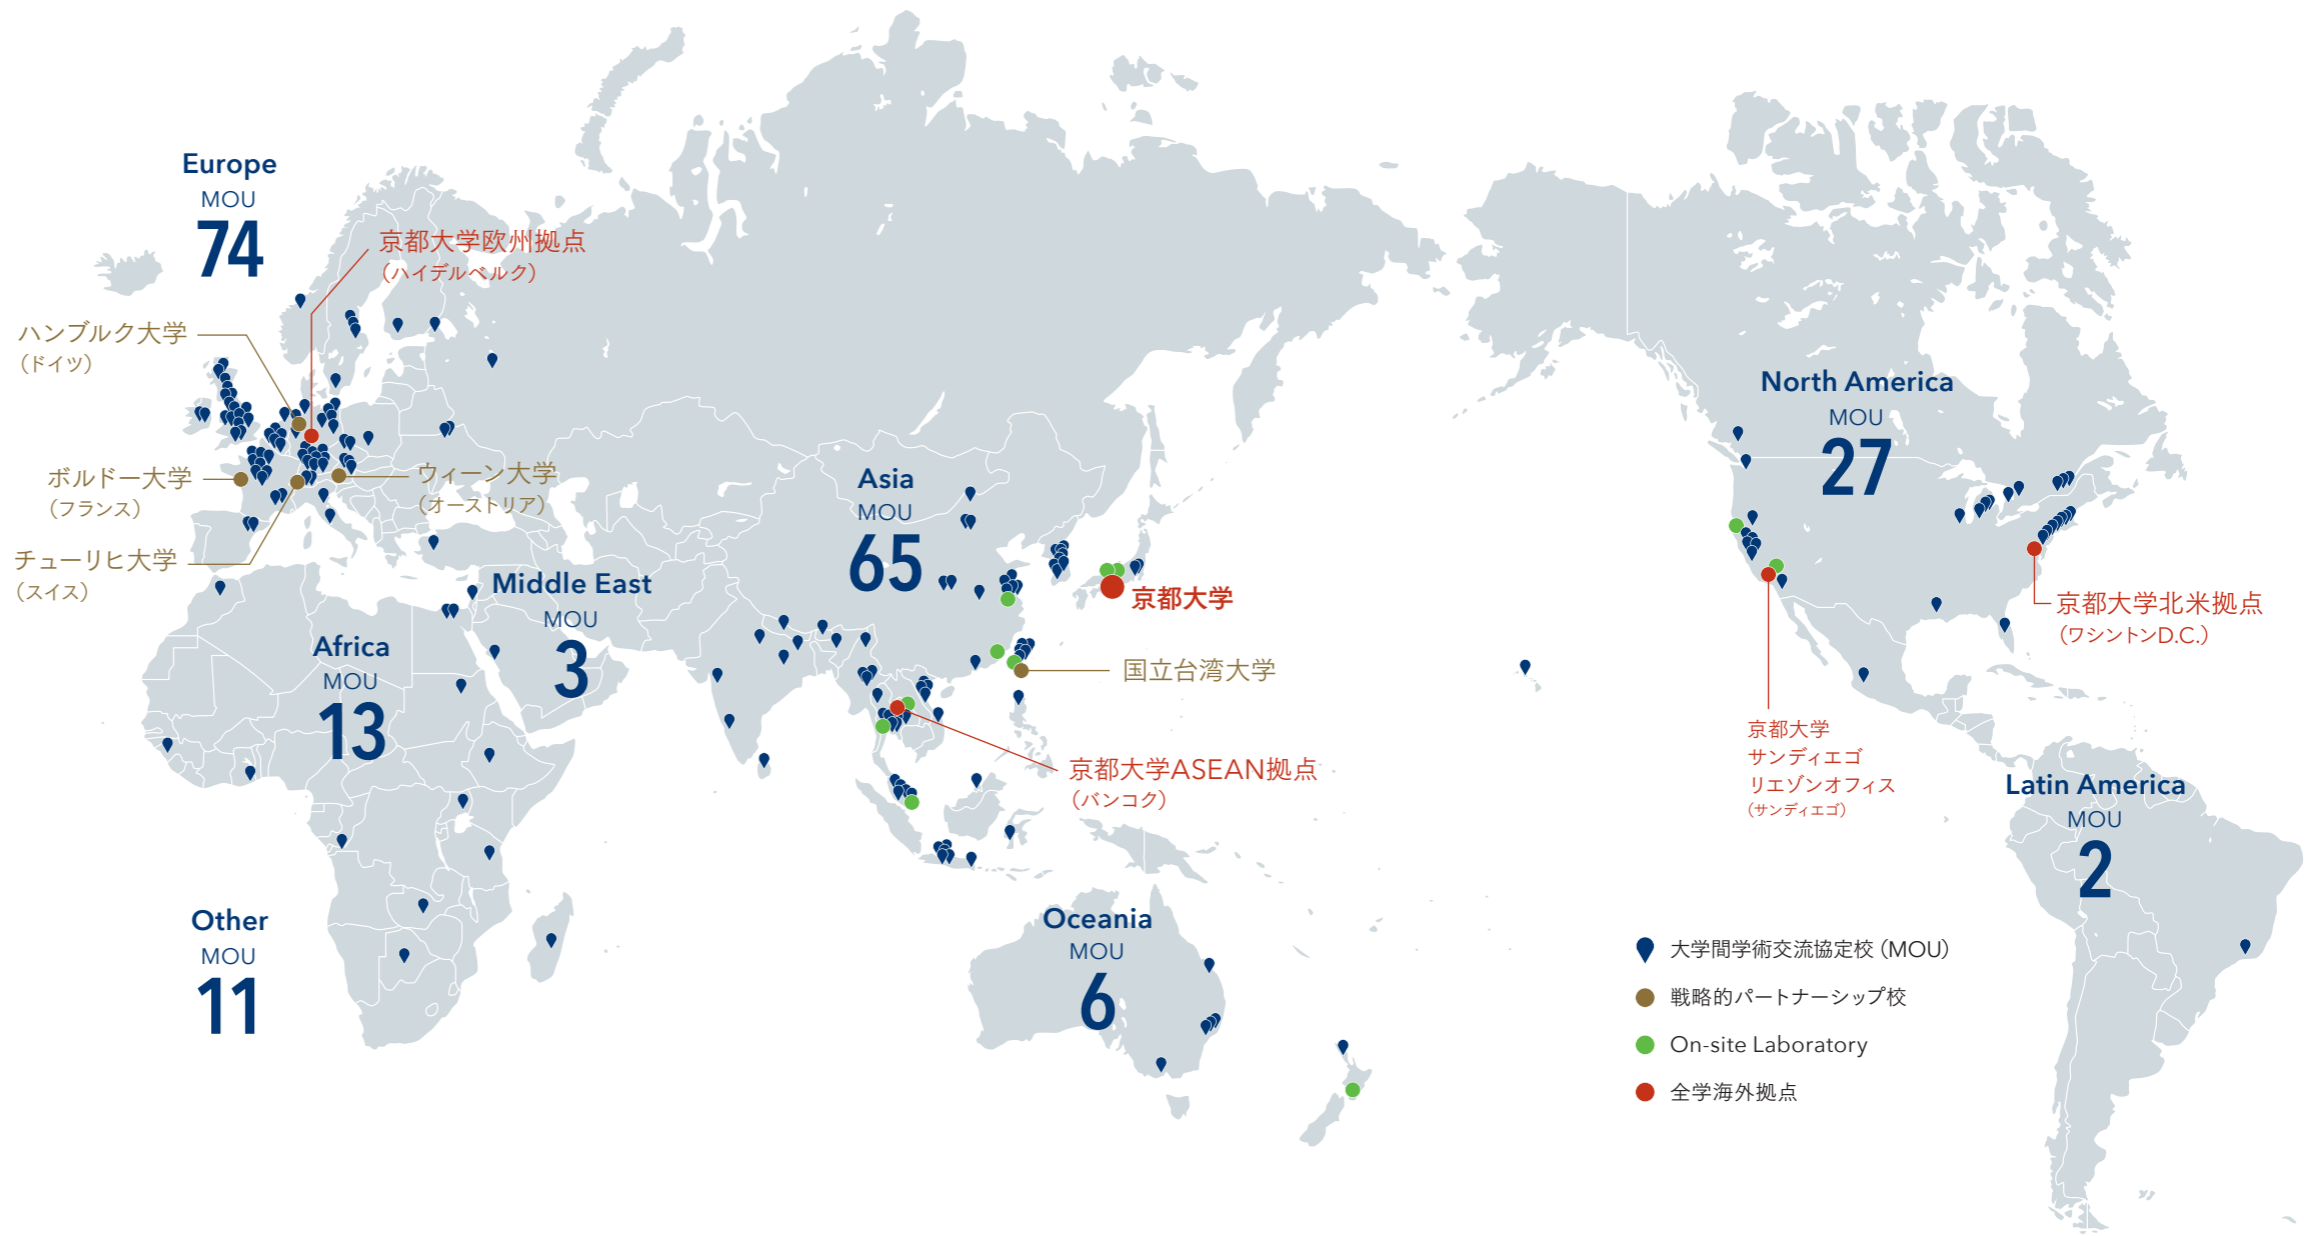 Europe
MOU
74
京都大学欧州拠点
（ハイデルベルク）
ハンブルク大学
（ドイツ）
ボルドー大学
（フランス）
チューリヒ大学
（スイス）
ウィーン大学
（オーストリア）
Middle East
MOU
3
Africa
MOU
13
Other
MOU
11
Asia
MOU
65
京都大学
国立台湾大学
京都大学ASEAN拠点
（バンコク）
Oceania
MOU
6
North America
MOU
27
京都大学北米拠点
（ワシントンD.C.）
京都大学
サンディエゴ
リエゾンオフィス
（サンディエゴ）
Latin America
MOU
2
大学間学術交流協定校（MOU）
戦略的パートナーシップ校
On-site Laboratory
全学海外拠点